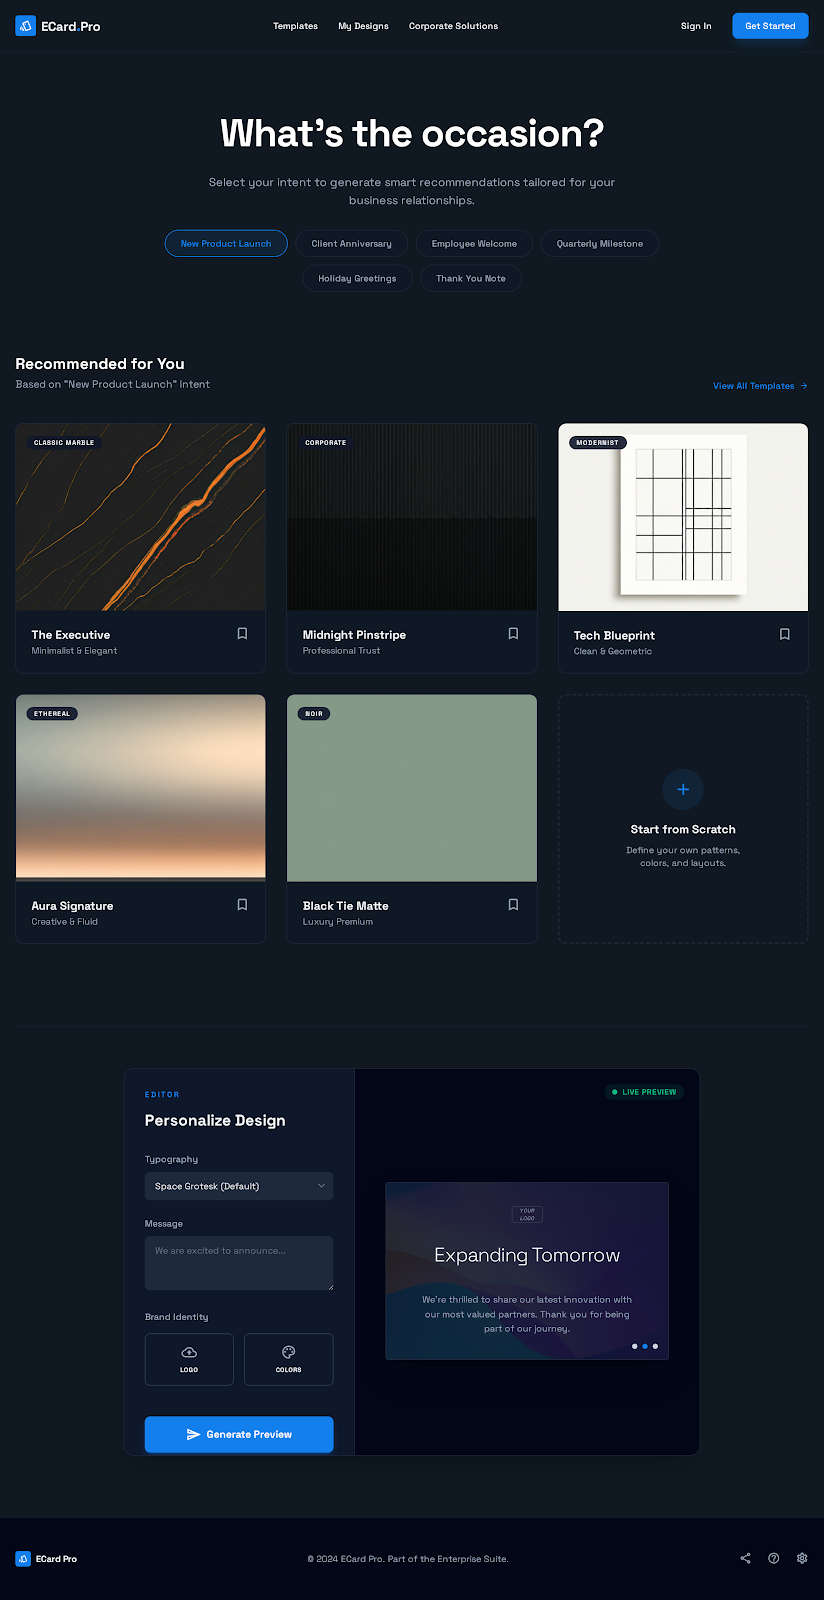 ECard.Pro
Templates
My Designs
Corporate Solutions
Sign In
Get Started
What's the occasion?
Select your intent to generate smart recommendations tailored for your
business relationships.
New Product Launch
Client Anniversary
Employee Welcome
Quarterly Milestone
Holiday Greetings
Thank You Note
Recommended for You
Based on "New Product Launch" intent
View All Templates
CLASSIC MARBLE
The Executive
Minimalist & Elegant
CORPORATE
Midnight Pinstripe
Professional Trust
MODERNIST
Tech Blueprint
Clean & Geometric
ETHEREAL
Aura Signature
Creative & Fluid
NOIR
Black Tie Matte
Luxury Premium
Start from Scratch
Define your own patterns,
colors, and layouts.
EDITOR
Personalize Design
Typography
Space Grotesk (Default)
Message
We are excited to announce...
Brand Identity
LOGO
COLORS
Generate Preview
LIVE PREVIEW
YOUR
LOGO
Expanding Tomorrow
We're thrilled to share our latest innovation with
our most valued partners. Thank you for being
part of our journey.
ECard Pro
© 2024 ECard Pro. Part of the Enterprise Suite.